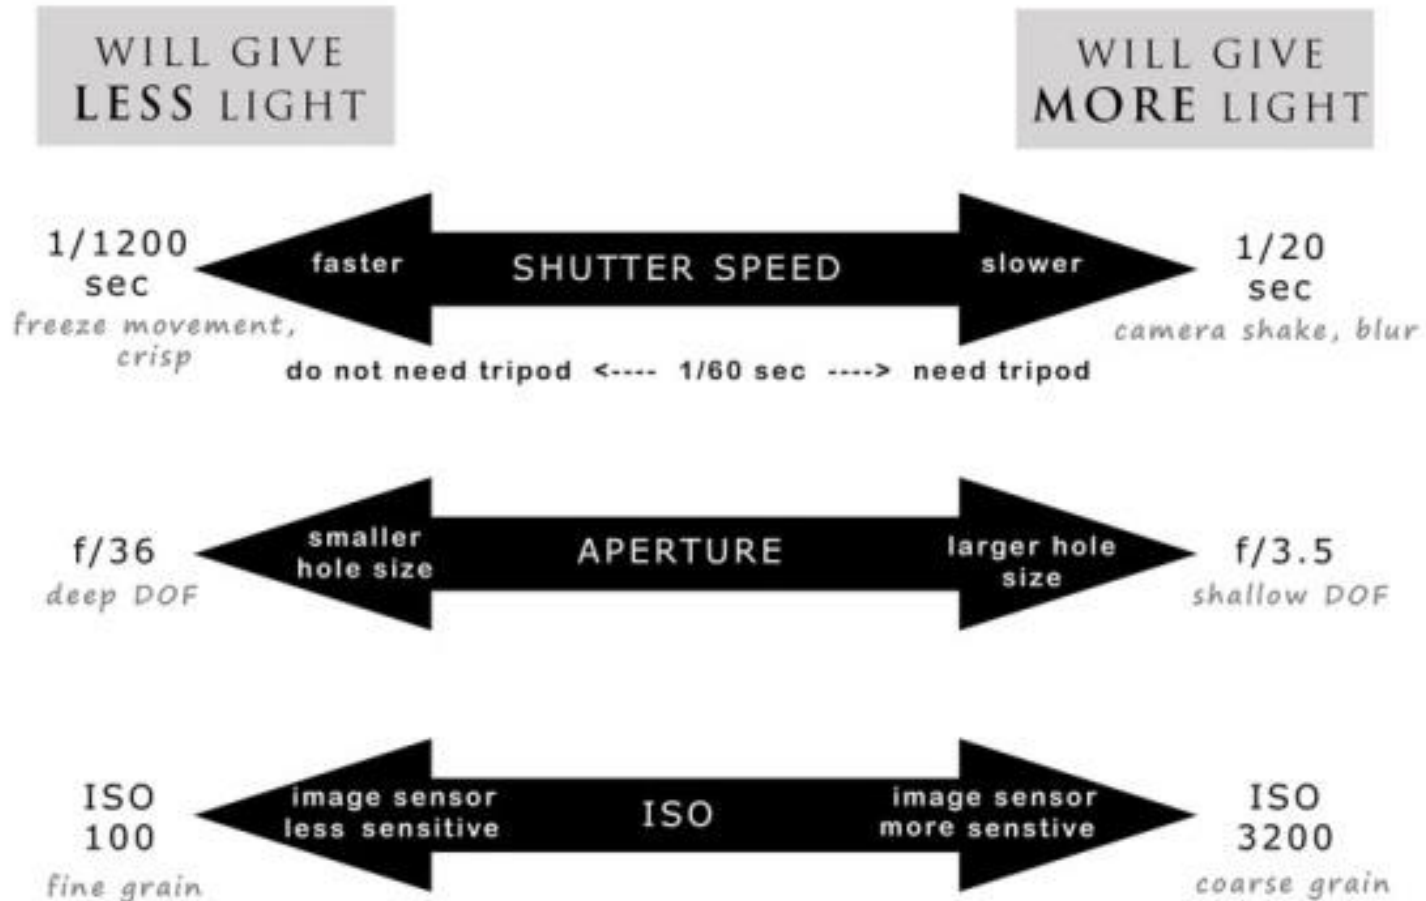 WILL GIVE
LESS LIGHT
WILL GIVE
MORE LIGHT
1/1200
sec
freeze movement,
crisp
faster
SHUTTER SPEED
slower
1/20
sec
camera shake, blur
do not need tripod <---- 1/60 sec ----> need tripod
f/36
deep DOF
smaller
hole size
APERTURE
larger hole
size
f/3.5
shallow DOF
ISO
100
fine grain
image sensor
less sensitive
ISO
image sensor
more senstive
ISO
3200
coarse grain